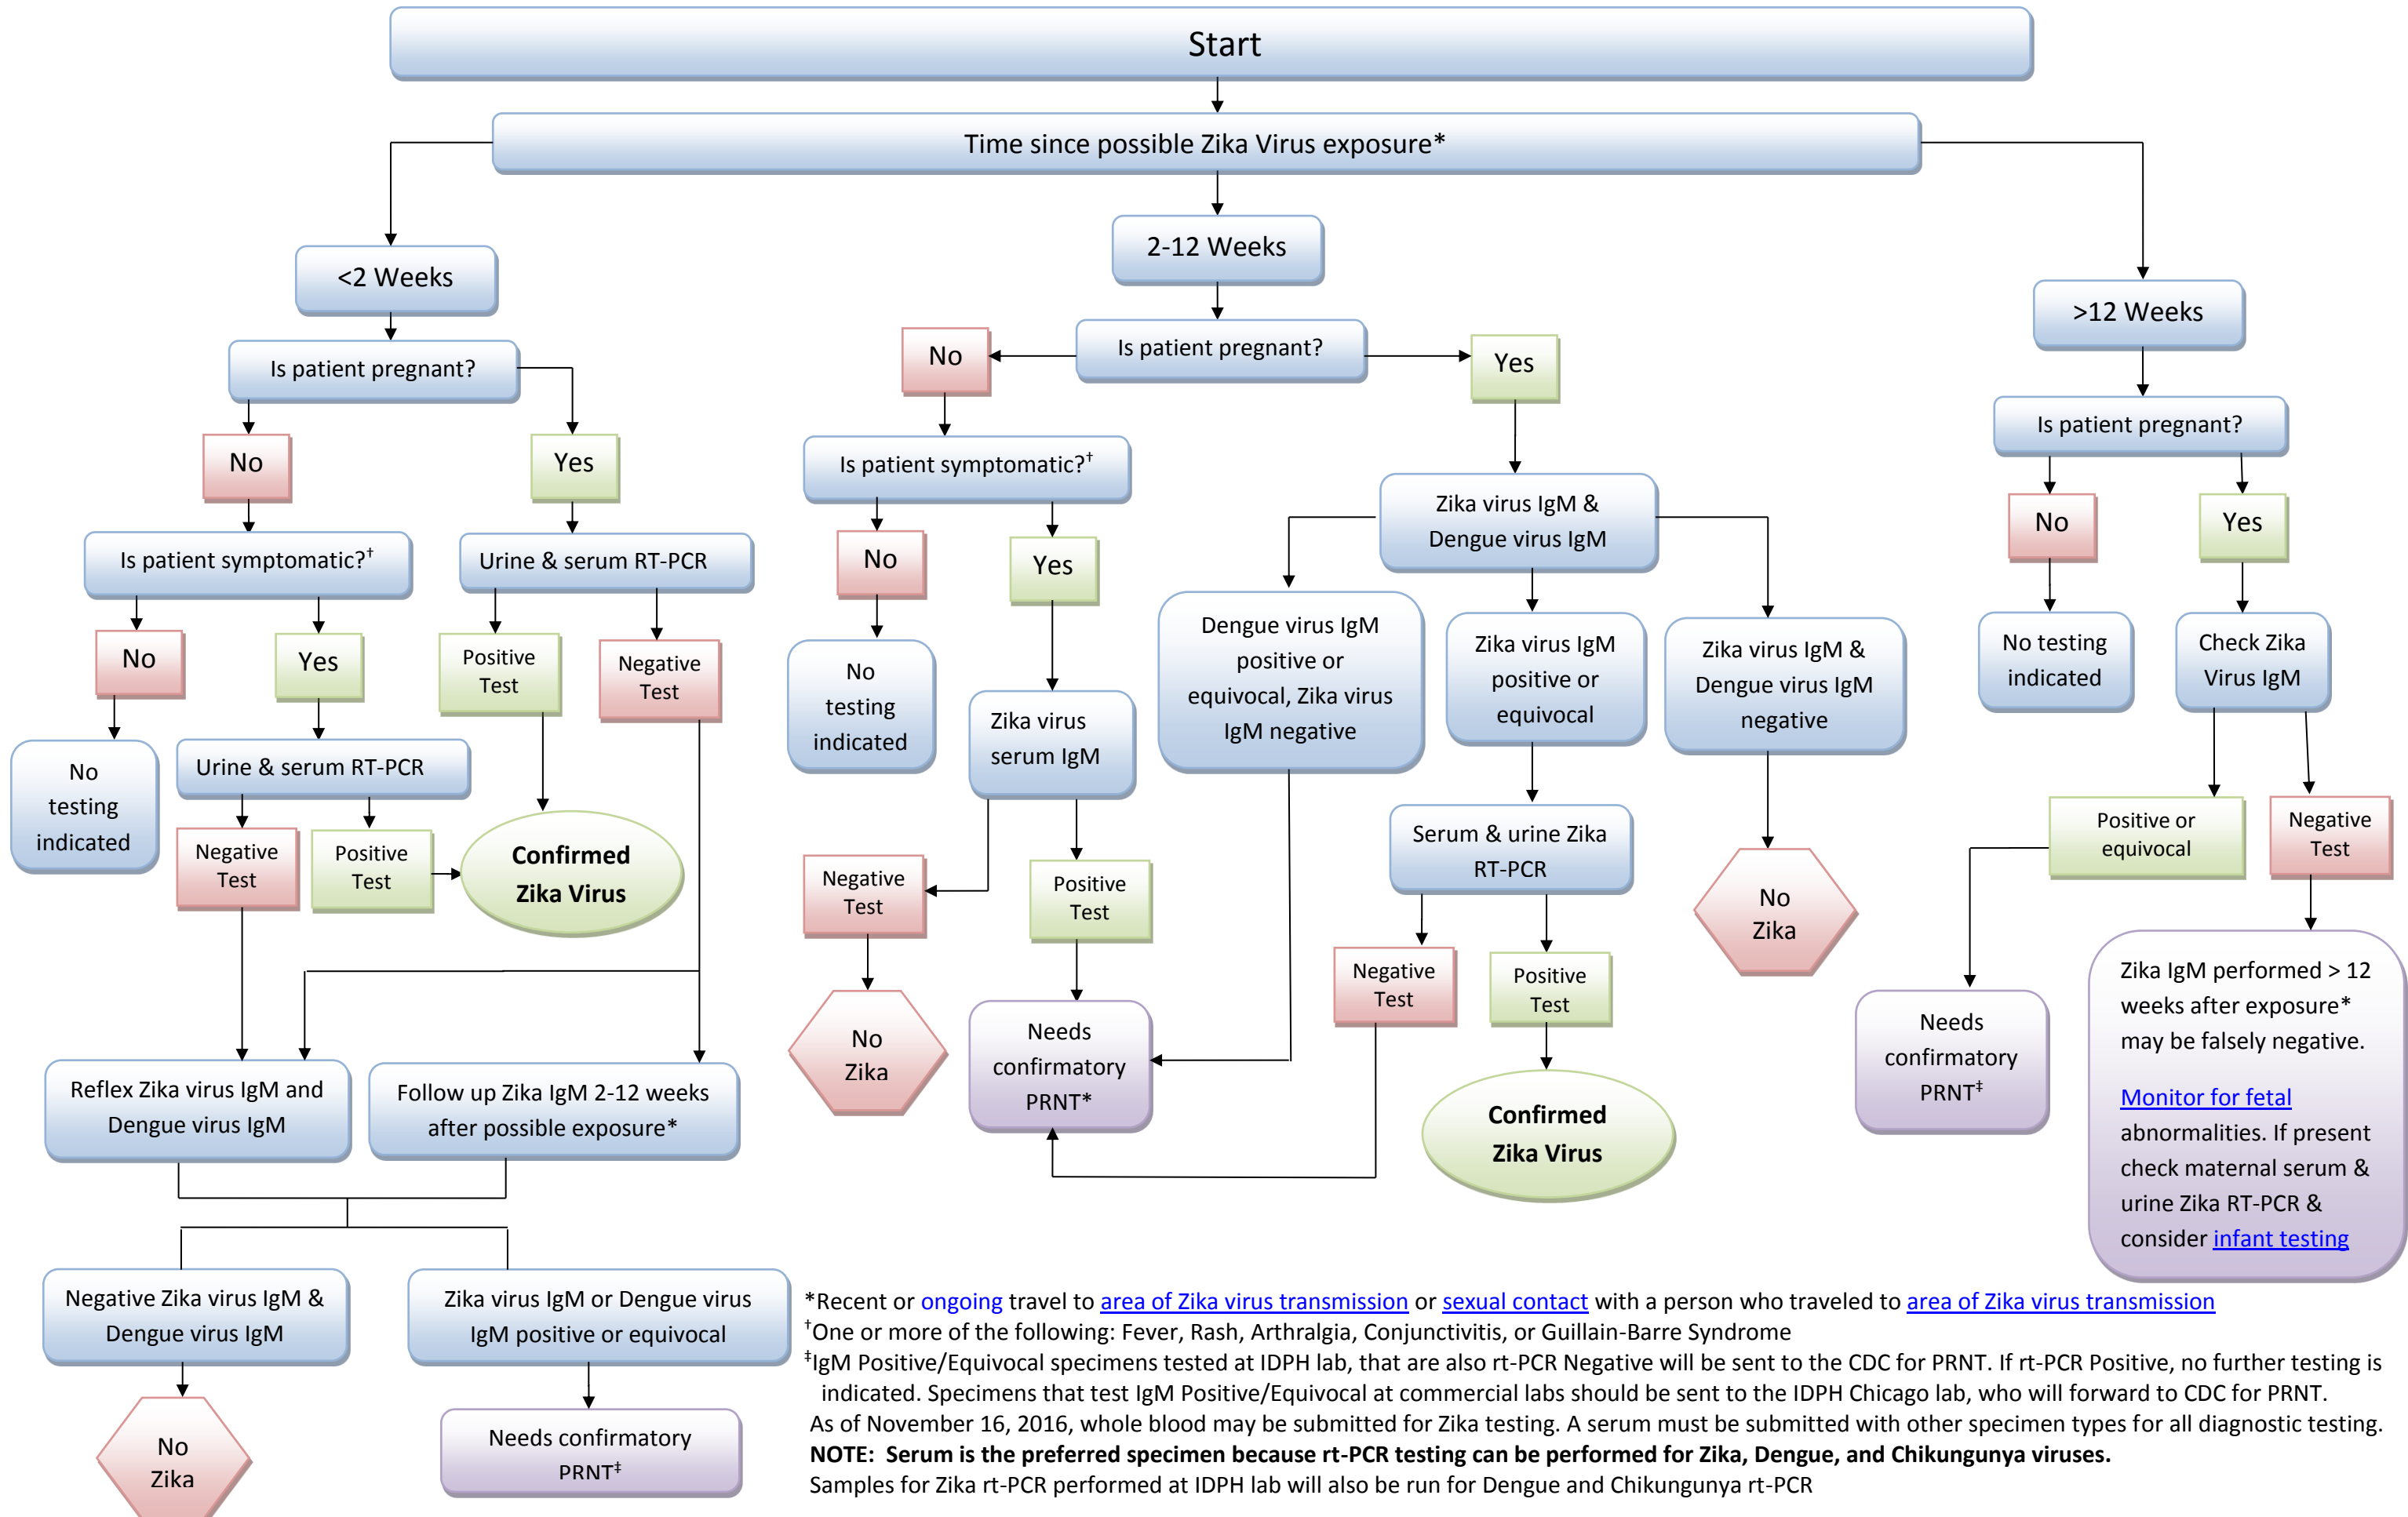 Start
Time since possible Zika Virus exposure*
<2 Weeks
Is patient pregnant?
No
Yes
Is patient symptomatic?†
Urine & serum RT-PCR
No
Yes
Positive
Test
Negative
Test
No
testing
indicated
Urine & serum RT-PCR
Negative
Test
Positive
Test
Confirmed
Zika Virus
Reflex Zika virus IgM and
Dengue virus IgM
Follow up Zika IgM 2-12 weeks
after possible exposure*
Negative Zika virus IgM &
Dengue virus IgM
Zika virus IgM or Dengue virus
IgM positive or equivocal
No
Zika
Needs confirmatory
PRNT‡
2-12 Weeks
Is patient pregnant?
No
Yes
Is patient symptomatic?†
No
Yes
No
testing
indicated
Zika virus
serum IgM
Negative
Test
Positive
Test
No
Zika
Needs
confirmatory
PRNT*
Zika virus IgM &
Dengue virus IgM
Dengue virus IgM
positive or
equivocal, Zika virus
IgM negative
Zika virus IgM
positive or
equivocal
Zika virus IgM &
Dengue virus IgM
negative
Serum & urine Zika
RT-PCR
Negative
Test
Positive
Test
Confirmed
Zika Virus
No
Zika
>12 Weeks
Is patient pregnant?
No
Yes
No testing
indicated
Check Zika
Virus IgM
Positive or
equivocal
Negative
Test
Needs
confirmatory
PRNT‡
Zika IgM performed > 12
weeks after exposure*
may be falsely negative.
Monitor for fetal
abnormalities. If present
check maternal serum &
urine Zika RT-PCR &
consider infant testing
*Recent or ongoing travel to area of Zika virus transmission or sexual contact with a person who traveled to area of Zika virus transmission
†One or more of the following: Fever, Rash, Arthralgia, Conjunctivitis, or Guillain-Barre Syndrome
‡IgM Positive/Equivocal specimens tested at IDPH lab, that are also rt-PCR Negative will be sent to the CDC for PRNT. If rt-PCR Positive, no further testing is
indicated. Specimens that test IgM Positive/Equivocal at commercial labs should be sent to the IDPH Chicago lab, who will forward to CDC for PRNT.
As of November 16, 2016, whole blood may be submitted for Zika testing. A serum must be submitted with other specimen types for all diagnostic testing.
NOTE: Serum is the preferred specimen because rt-PCR testing can be performed for Zika, Dengue, and Chikungunya viruses.
Samples for Zika rt-PCR performed at IDPH lab will also be run for Dengue and Chikungunya rt-PCR